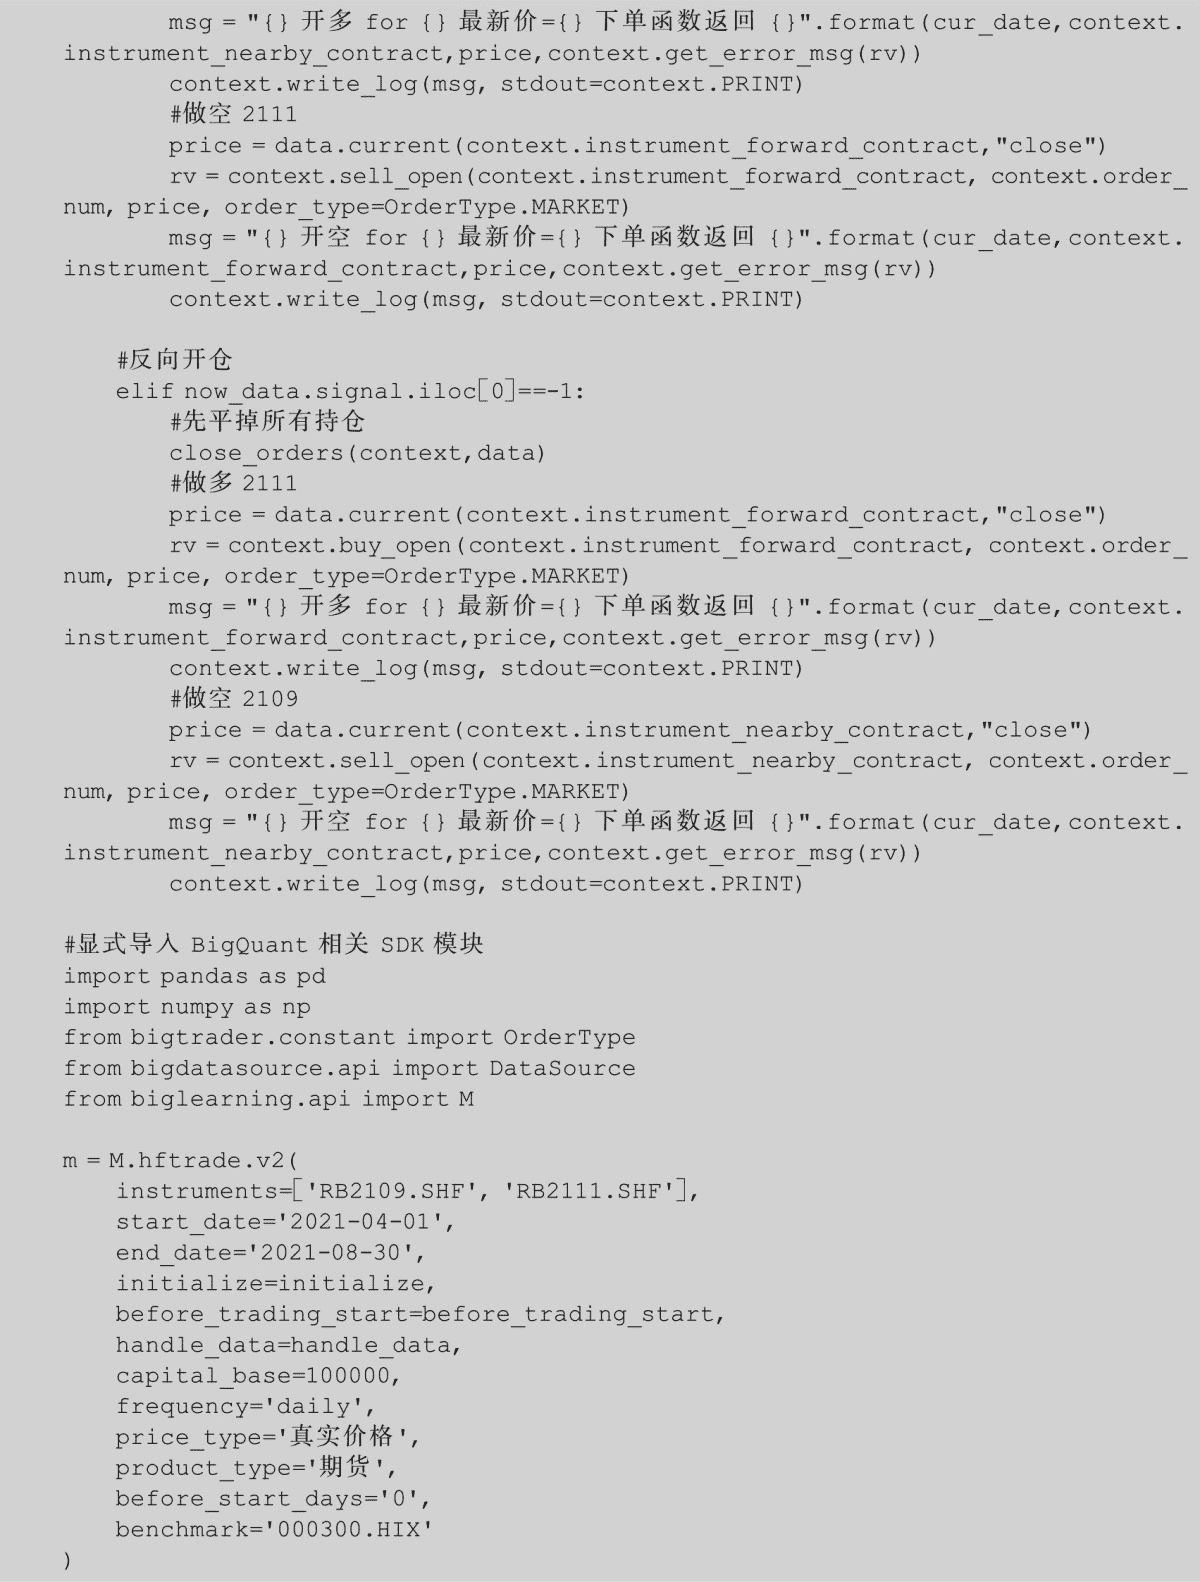 msg = "{} 开多 for {} 最新价={} 下单函数返回 {}".format(cur_date,context.
instrument_nearby_contract,price,context.get_error_msg(rv))
        context.write_log(msg, stdout=context.PRINT)
        #做空 2111
        price = data.current(context.instrument_forward_contract,"close")
        rv = context.sell_open(context.instrument_forward_contract, context.order_
num, price, order_type=OrderType.MARKET)
        msg = "{} 开空 for {} 最新价={} 下单函数返回 {}".format(cur_date,context.
instrument_forward_contract,price,context.get_error_msg(rv))
        context.write_log(msg, stdout=context.PRINT)

    #反向开仓
    elif now_data.signal.iloc[0]==-1:
        #先平掉所有持仓
        close_orders(context,data)
        #做多 2111
        price = data.current(context.instrument_forward_contract,"close")
        rv = context.buy_open(context.instrument_forward_contract, context.order_
num, price, order_type=OrderType.MARKET)
        msg = "{} 开多 for {} 最新价={} 下单函数返回 {}".format(cur_date,context.
instrument_forward_contract,price,context.get_error_msg(rv))
        context.write_log(msg, stdout=context.PRINT)
        #做空 2109
        price = data.current(context.instrument_nearby_contract,"close")
        rv = context.sell_open(context.instrument_nearby_contract, context.order_
num, price, order_type=OrderType.MARKET)
        msg = "{} 开空 for {} 最新价={} 下单函数返回 {}".format(cur_date,context.
instrument_nearby_contract,price,context.get_error_msg(rv))
        context.write_log(msg, stdout=context.PRINT)

#显式导入 BigQuant 相关 SDK 模块
import pandas as pd
import numpy as np
from bigtrader.constant import OrderType
from bigdatasource.api import DataSource
from biglearning.api import M

m = M.hftrade.v2(
    instruments=['RB2109.SHF', 'RB2111.SHF'],
    start_date='2021-04-01',
    end_date='2021-08-30',
    initialize=initialize,
    before_trading_start=before_trading_start,
    handle_data=handle_data,
    capital_base=100000,
    frequency='daily',
    price_type='真实价格',
    product_type='期货',
    before_start_days='0',
    benchmark='000300.HIX'
)